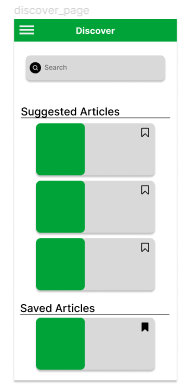 discover_page
Discover
Search
Suggested Articles
Saved Articles